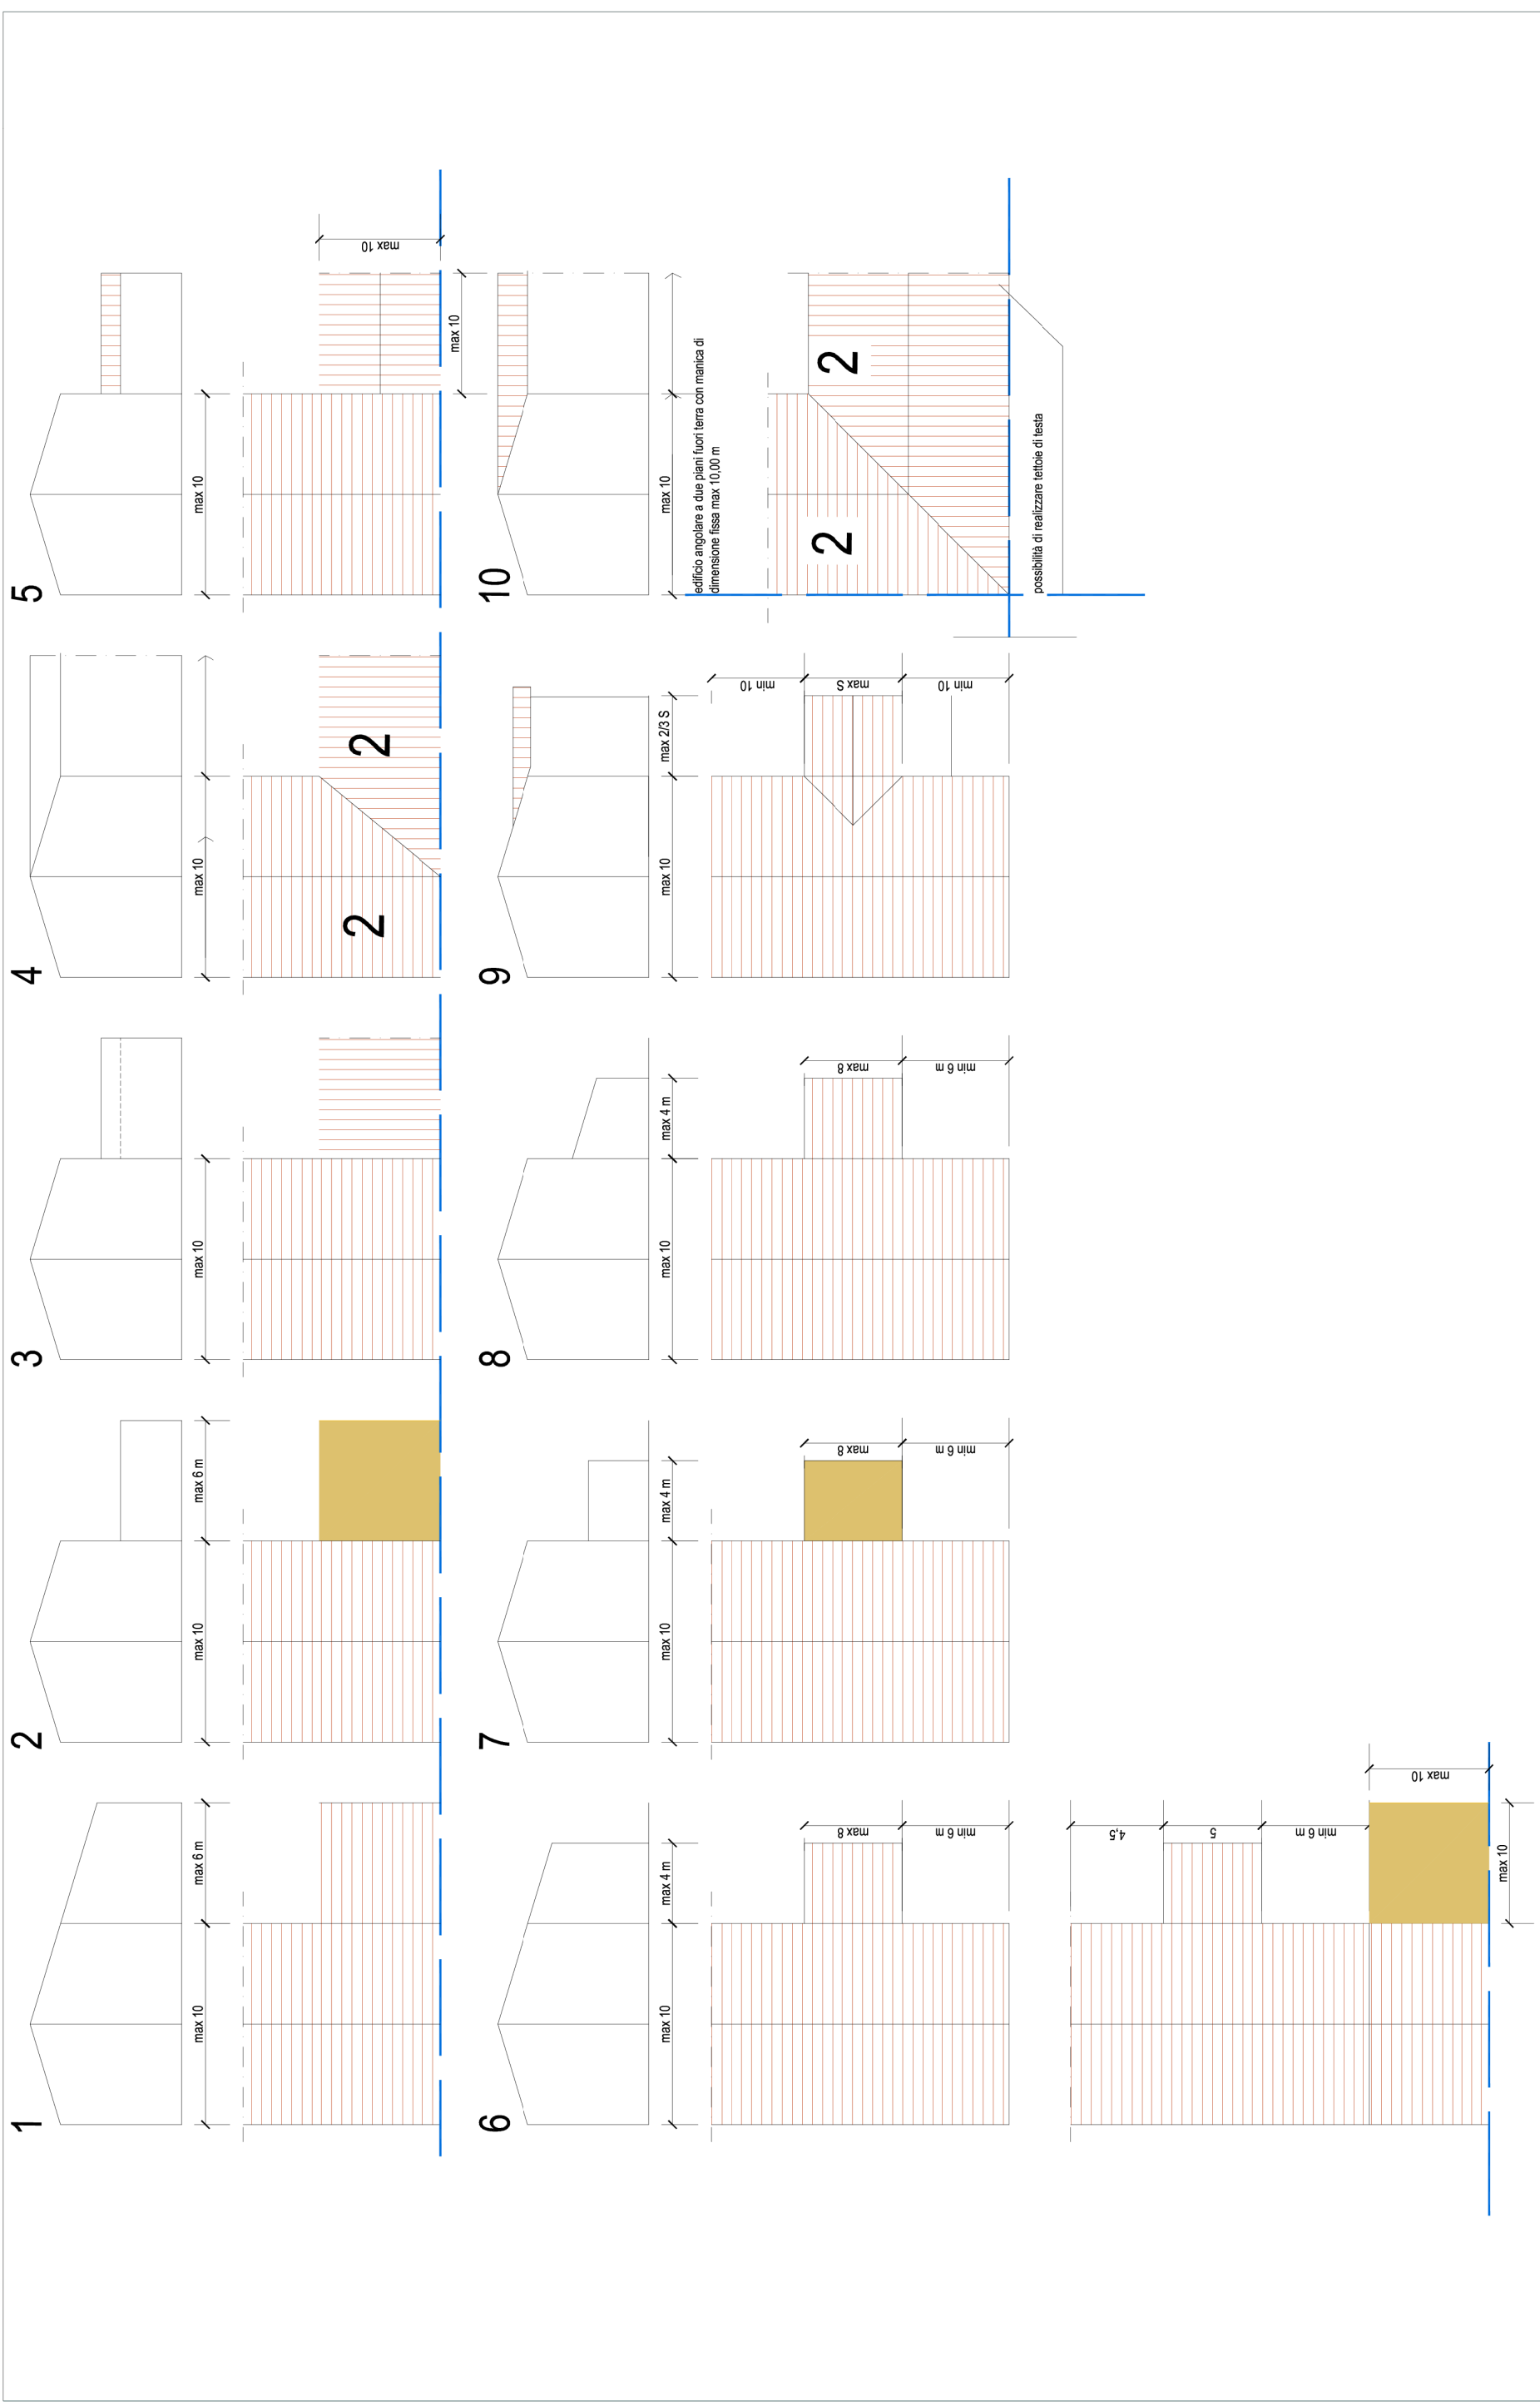 1
max 10
max 6 m
2
max 10
max 6 m
3
max 10
4
max 10
2
2
5
max 10
max 10
max 10
6
max 10
max 4 m
max 8
min 6 m
7
max 10
max 4 m
max 8
min 6 m
8
max 10
max 4 m
max 8
min 6 m
9
max 10
max 2/3 S
min 10
max S
min 10
10
max 10
edificio angolare a due piani fuori terra con manica di
dimensione fissa max 10,00 m
2
2
possibilità di realizzare tettoie di testa
4,5
5
min 6 m
max 10
max 10